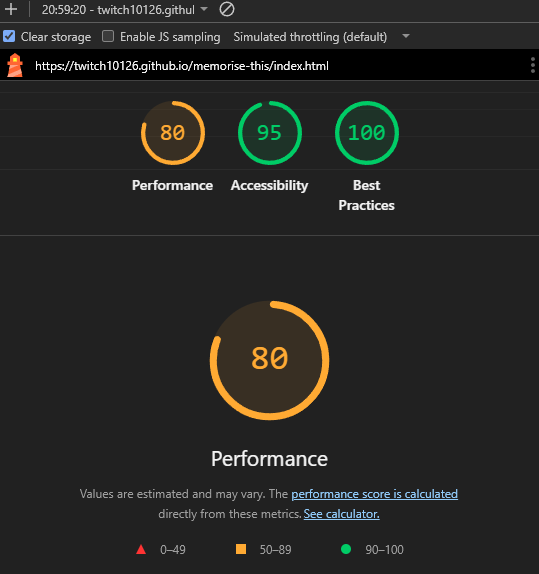 20:59:20 - twitch10126.githul
Clear storage Enable JS sampling Simulated throttling (default)
https://twitch10126.github.io/memorise-this/index.html
80 95 100
Performance Accessibility Best
Practices
80
Performance
Values are estimated and may vary. The performance score is calculated
directly from these metrics. See calculator.
0–49 50–89 90–100